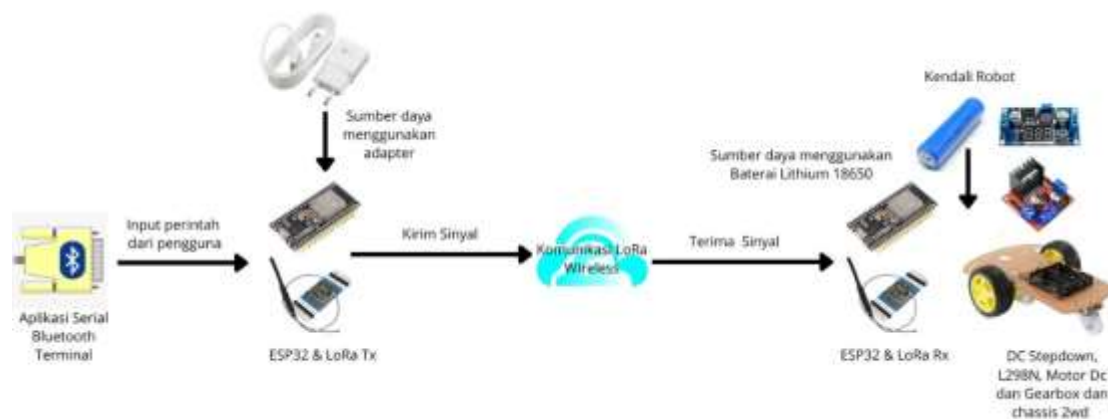 Kendali Robot
Sumber daya
menggunakan
adapter
Sumber daya menggunakan
Baterai Lithium 18650
Input perintah
dari pengguna
Kirim Sinyal
Komunikasi LoRa
Wireless
Terima Sinyal
Aplikasi Serial
Bluetooth
Terminal
ESP32 & LoRa Tx
ESP32 & LoRa Rx
DC Stepdown,
L298N, Motor Dc
dan Gearbox dan
chassis 2wd